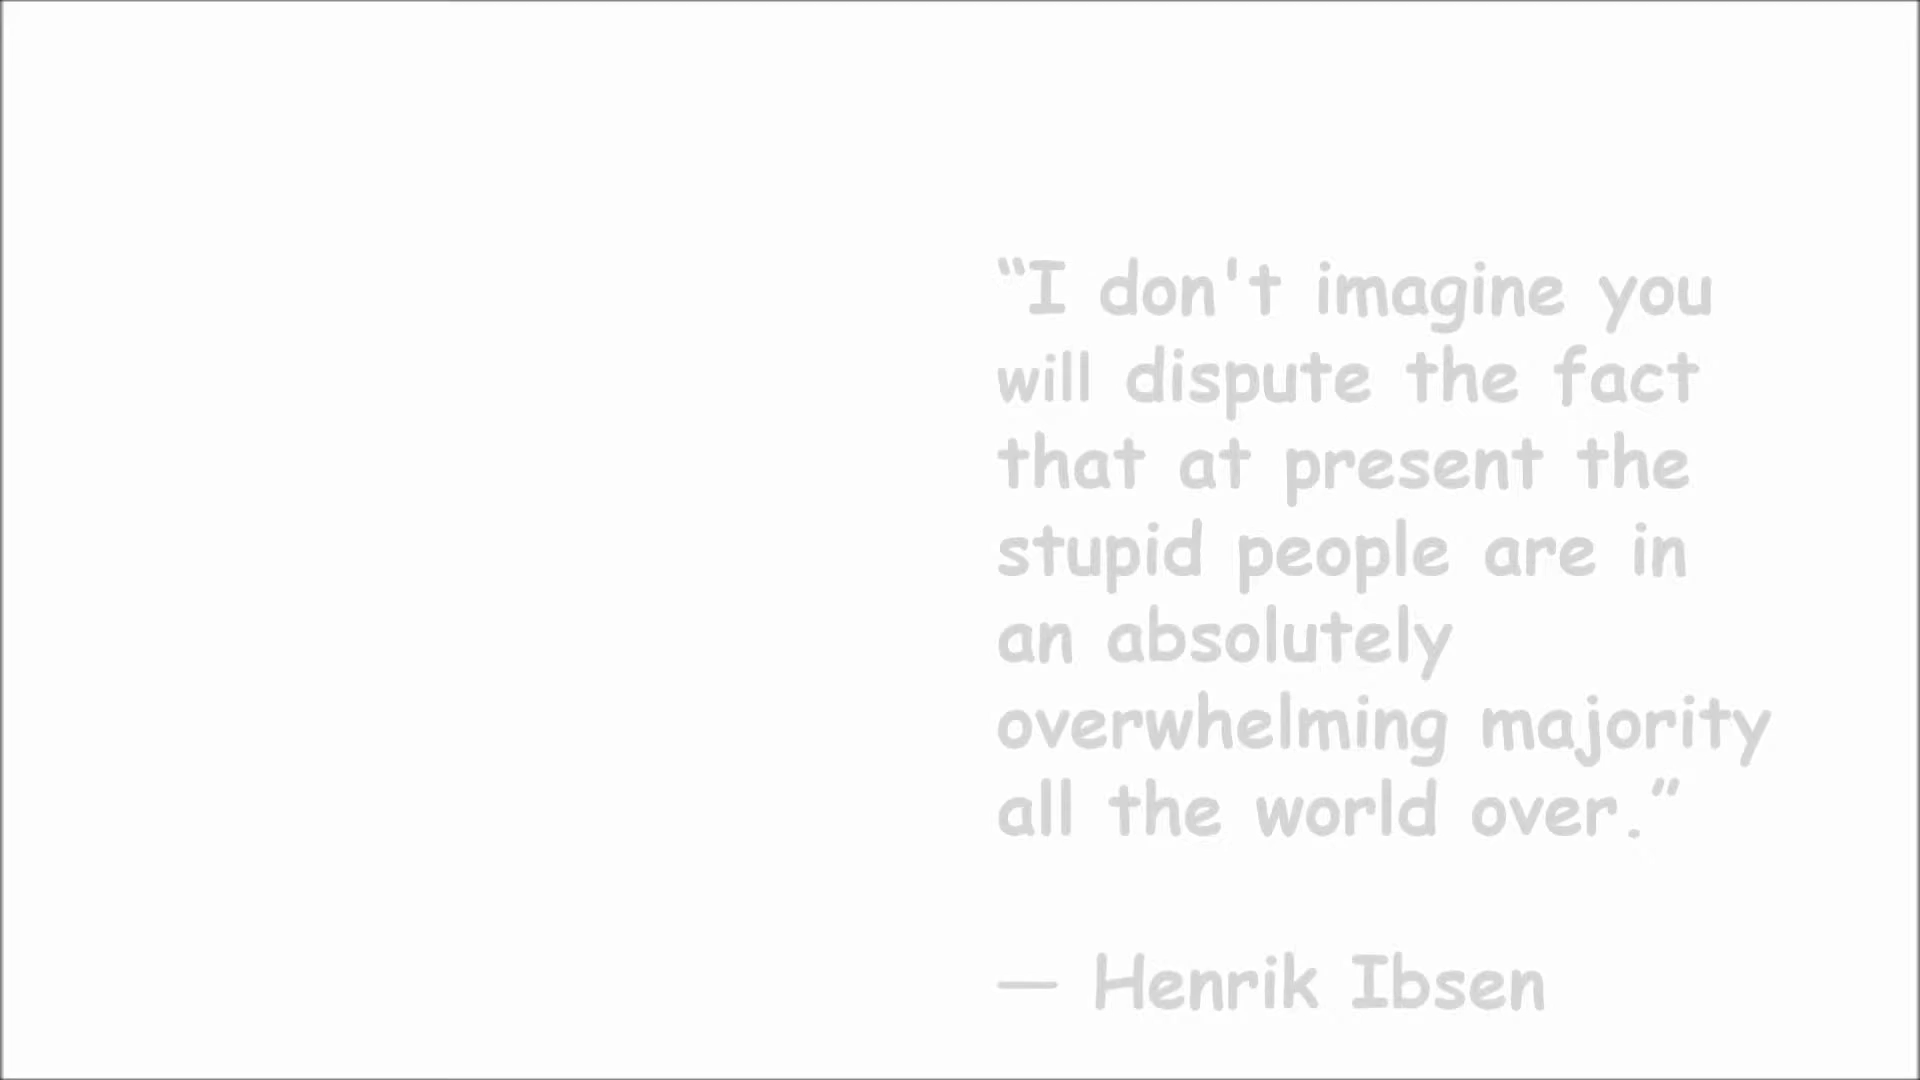 “I don't imagine you
will dispute the fact
that at present the
stupid people are in
an absolutely
overwhelming majority
all the world over.”
— Henrik Ibsen